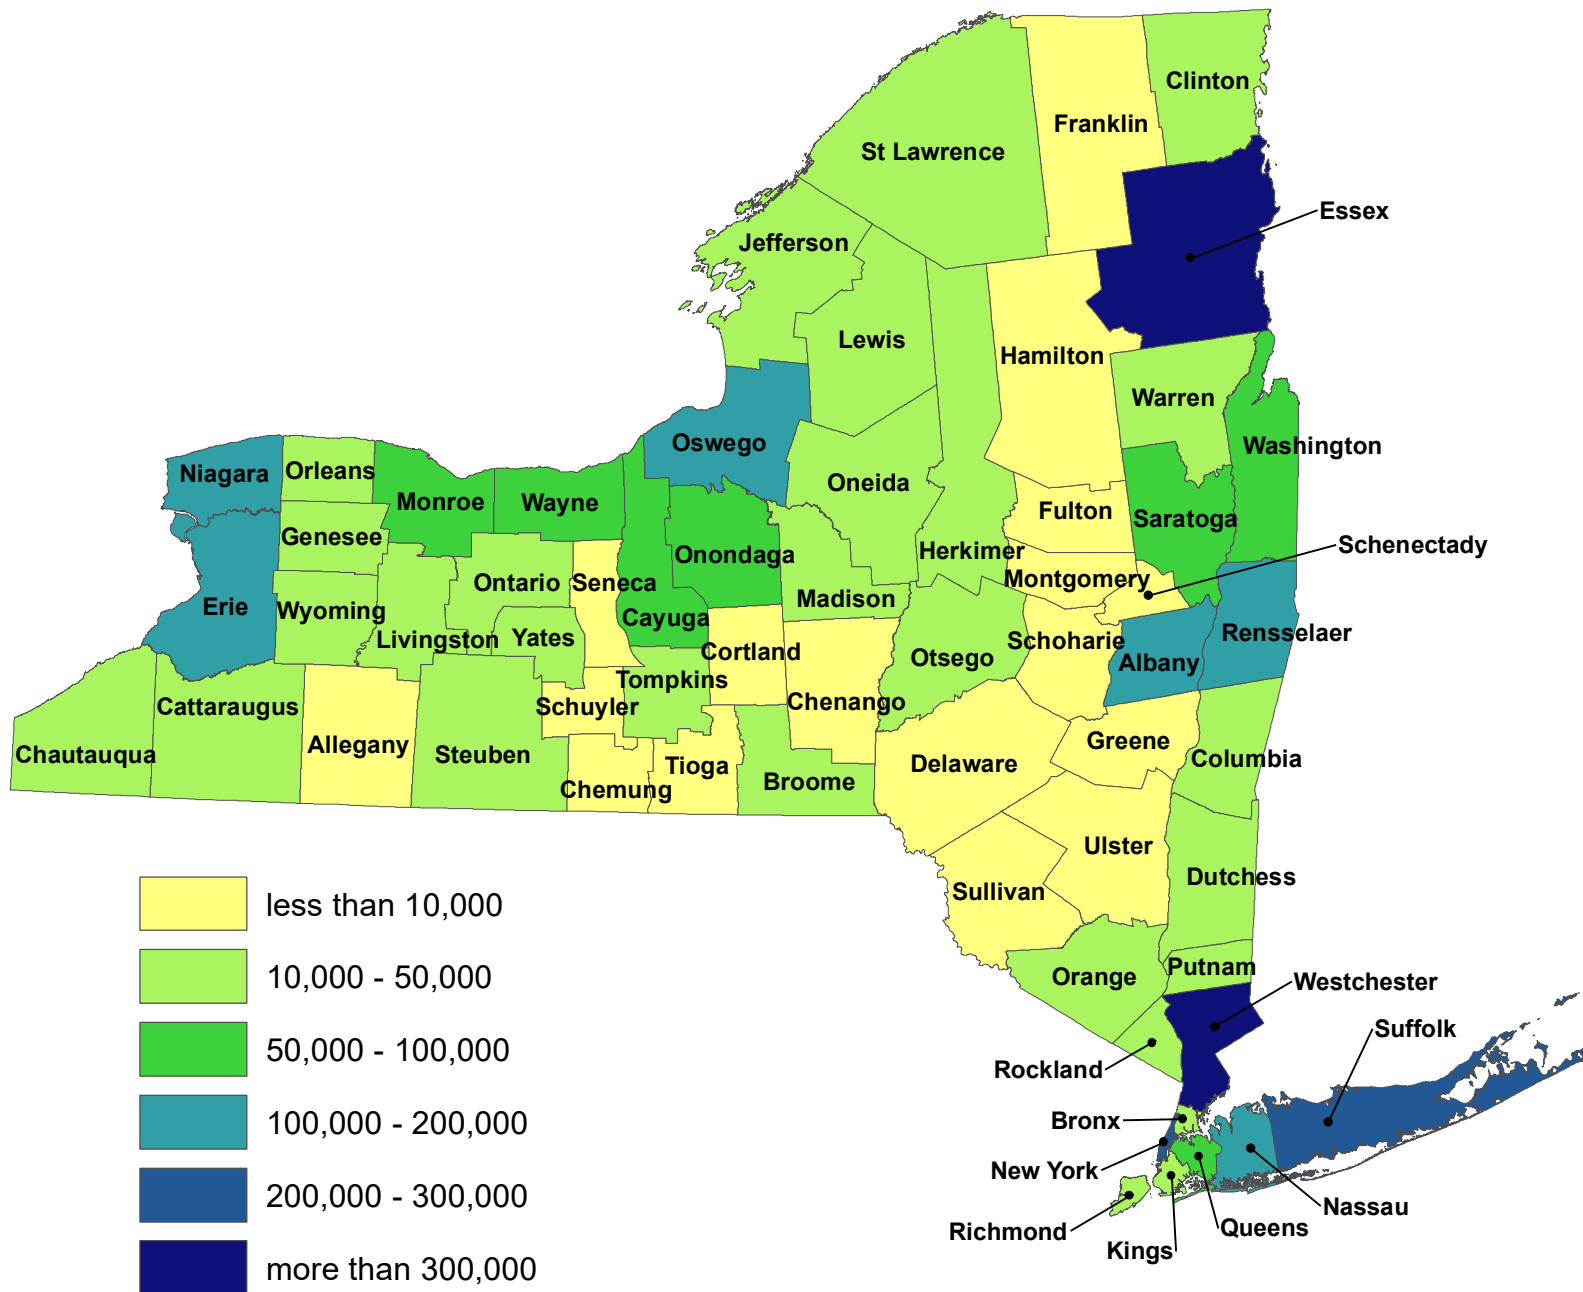 Clinton
Franklin
St Lawrence
Essex
Jefferson
Lewis
Hamilton
Warren
Oswego
Washington
Niagara
Orleans
Oneida
Monroe
Wayne
Fulton
Saratoga
Genesee
Onondaga
Herkimer
Schenectady
Ontario
Seneca
Montgomery
Madison
Erie
Wyoming
Cayuga
Livingston
Yates
Schoharie
Rensselaer
Cortland
Otsego
Albany
Tompkins
Cattaraugus
Schuyler
Chenango
Allegany
Greene
Chautauqua
Steuben
Tioga
Delaware
Columbia
Chemung
Broome
Ulster
Dutchess
Sullivan
less than 10,000
Putnam
Orange
10,000 - 50,000
Westchester
Suffolk
50,000 - 100,000
Rockland
Bronx
100,000 - 200,000
New York
200,000 - 300,000
Nassau
Richmond
Queens
Kings
more than 300,000